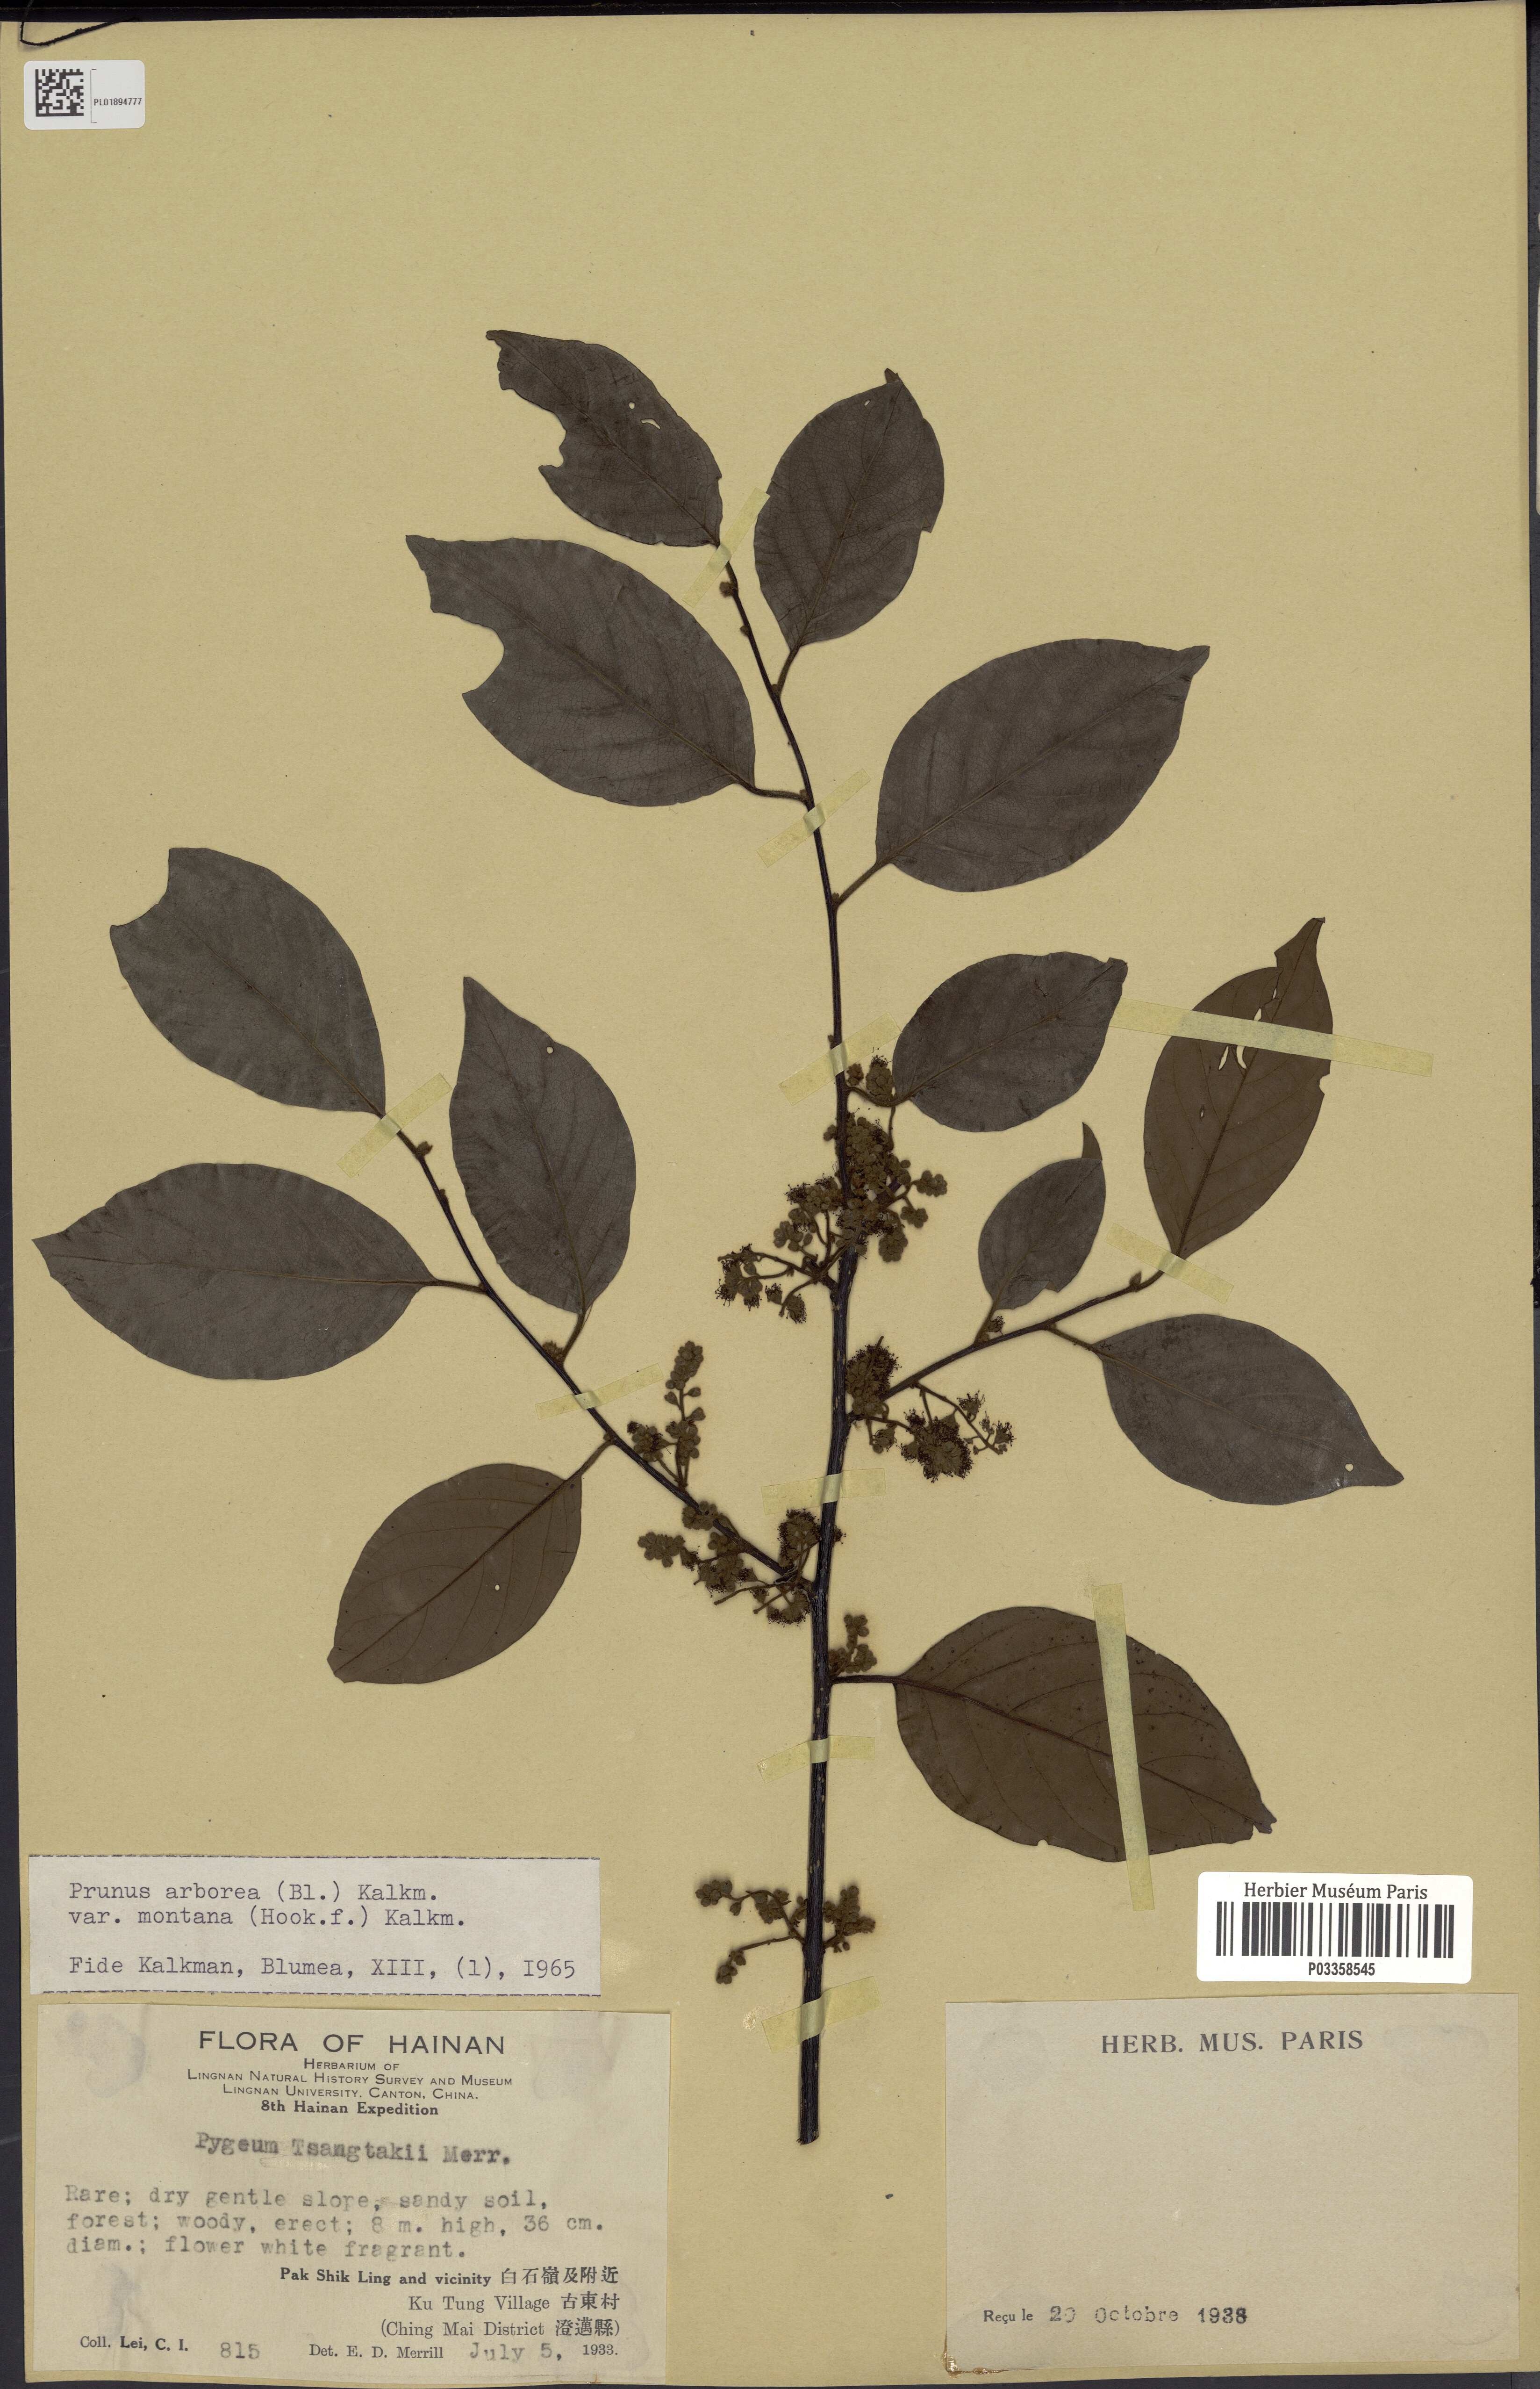 PL01894777
Prunus arborea (Bl.) Kalkm.
var. montana (Hook.f.) Kalkm.
Fide Kalkman, Blumea, XIII, (1), I965
Herbier Muséum Paris
P03358545
FLORA OF HAINAN
HERBARIUM OF
LINGNAN NATURAL HISTORY SURVEY AND MUSEUM
LINGNAN UNIVERSITY, CANTON, CHINA.
8th Hainan Expedition
Pygeum Tsangtakii Merr.
Rare; dry gentle slope, sandy soil,
forest; woody, erect; 8 m. high, 36 cm.
diam.; flower white fragrant.
Pak Shik Ling and vicinity 白石嶺及附近
Ku Tung Village 古東村
(Ching Mai District 澄邁縣)
Coll. Lei, C. I. 815 Det. E. D. Merrill July 5, 1933.
HERB. MUS. PARIS
Reçu le 20 Octobre 1938